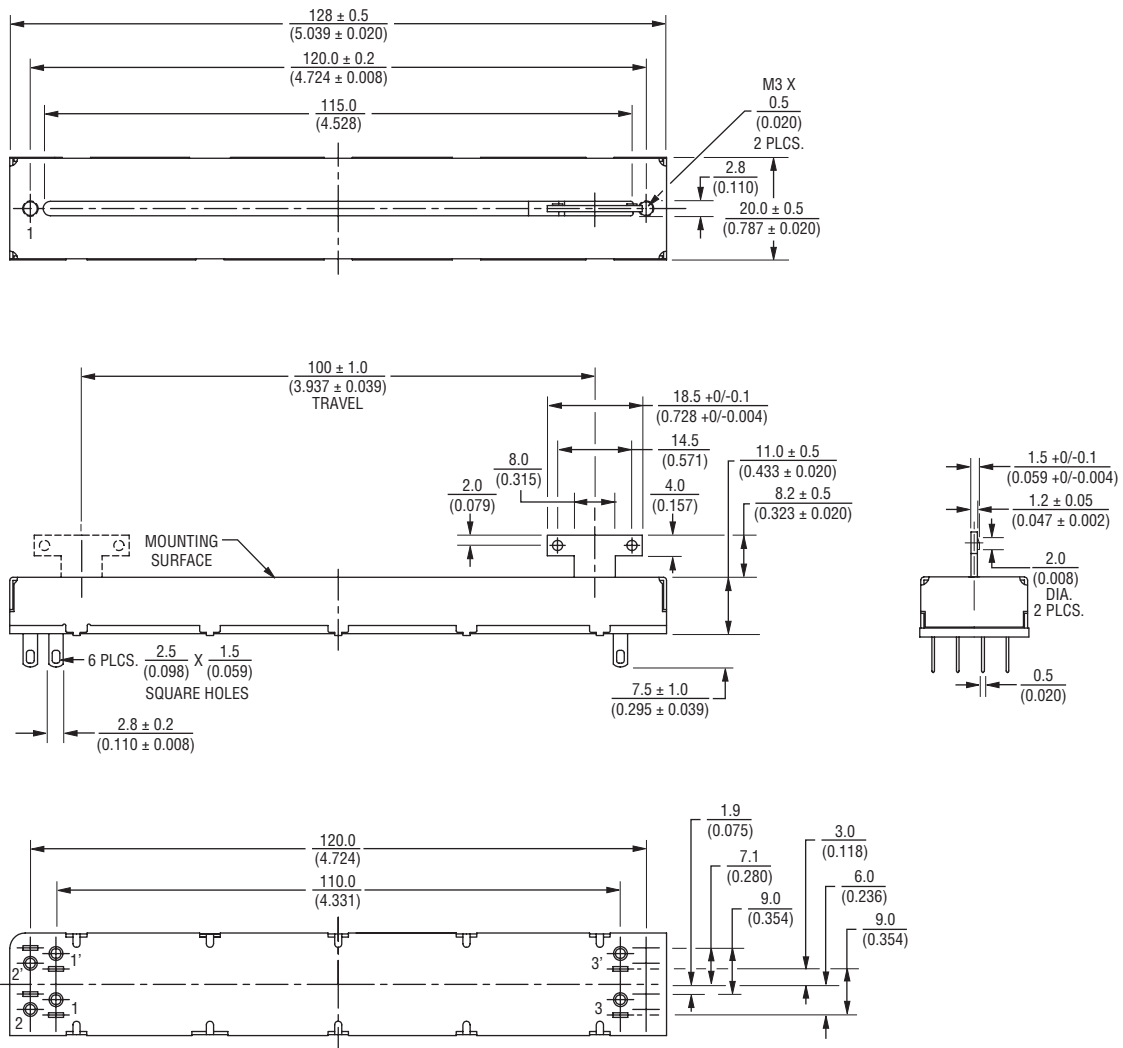 128 ± 0.5
(5.039 ± 0.020)
120.0 ± 0.2
(4.724 ± 0.008)
115.0
(4.528)
M3 X
0.5
(0.020)
2 PLCS.
2.8
(0.110)
20.0 ± 0.5
(0.787 ± 0.020)
1
100 ± 1.0
(3.937 ± 0.039)
TRAVEL
18.5 +0/-0.1
(0.728 +0/-0.004)
14.5
(0.571)
8.0
(0.315)
2.0
(0.079)
4.0
(0.157)
11.0 ± 0.5
(0.433 ± 0.020)
8.2 ± 0.5
(0.323 ± 0.020)
MOUNTING
SURFACE
6 PLCS. 2.5 X 1.5
(0.098) (0.059)
SQUARE HOLES
2.8 ± 0.2
(0.110 ± 0.008)
7.5 ± 1.0
(0.295 ± 0.039)
1.5 +0/-0.1
(0.059 +0/-0.004)
1.2 ± 0.05
(0.047 ± 0.002)
2.0
(0.008)
DIA.
2 PLCS.
0.5
(0.020)
120.0
(4.724)
110.0
(4.331)
1.9
(0.075)
7.1
(0.280)
9.0
(0.354)
3.0
(0.118)
6.0
(0.236)
9.0
(0.354)
2' 1' 3'
2 1 3